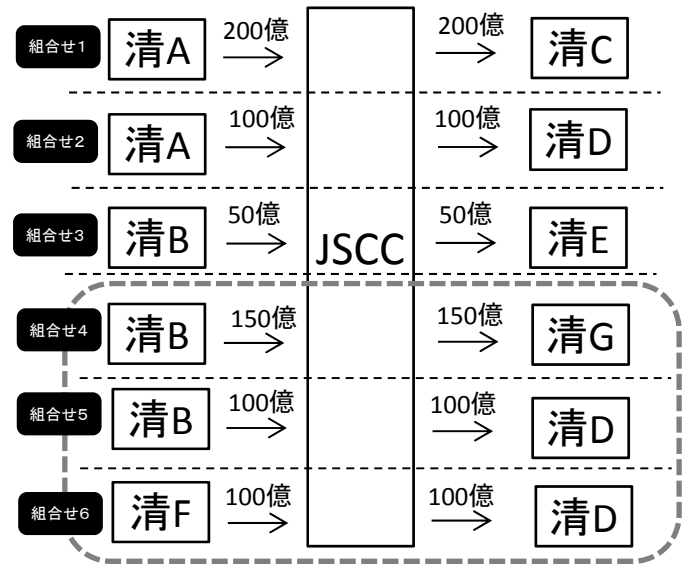 組合せ1 清A 200億 200億 清C
組合せ2 清A 100億 100億 清D
組合せ3 清B 50億 JSCC 50億 清E
組合せ4 清B 150億 150億 清G
組合せ5 清B 100億 100億 清D
組合せ6 清F 100億 100億 清D